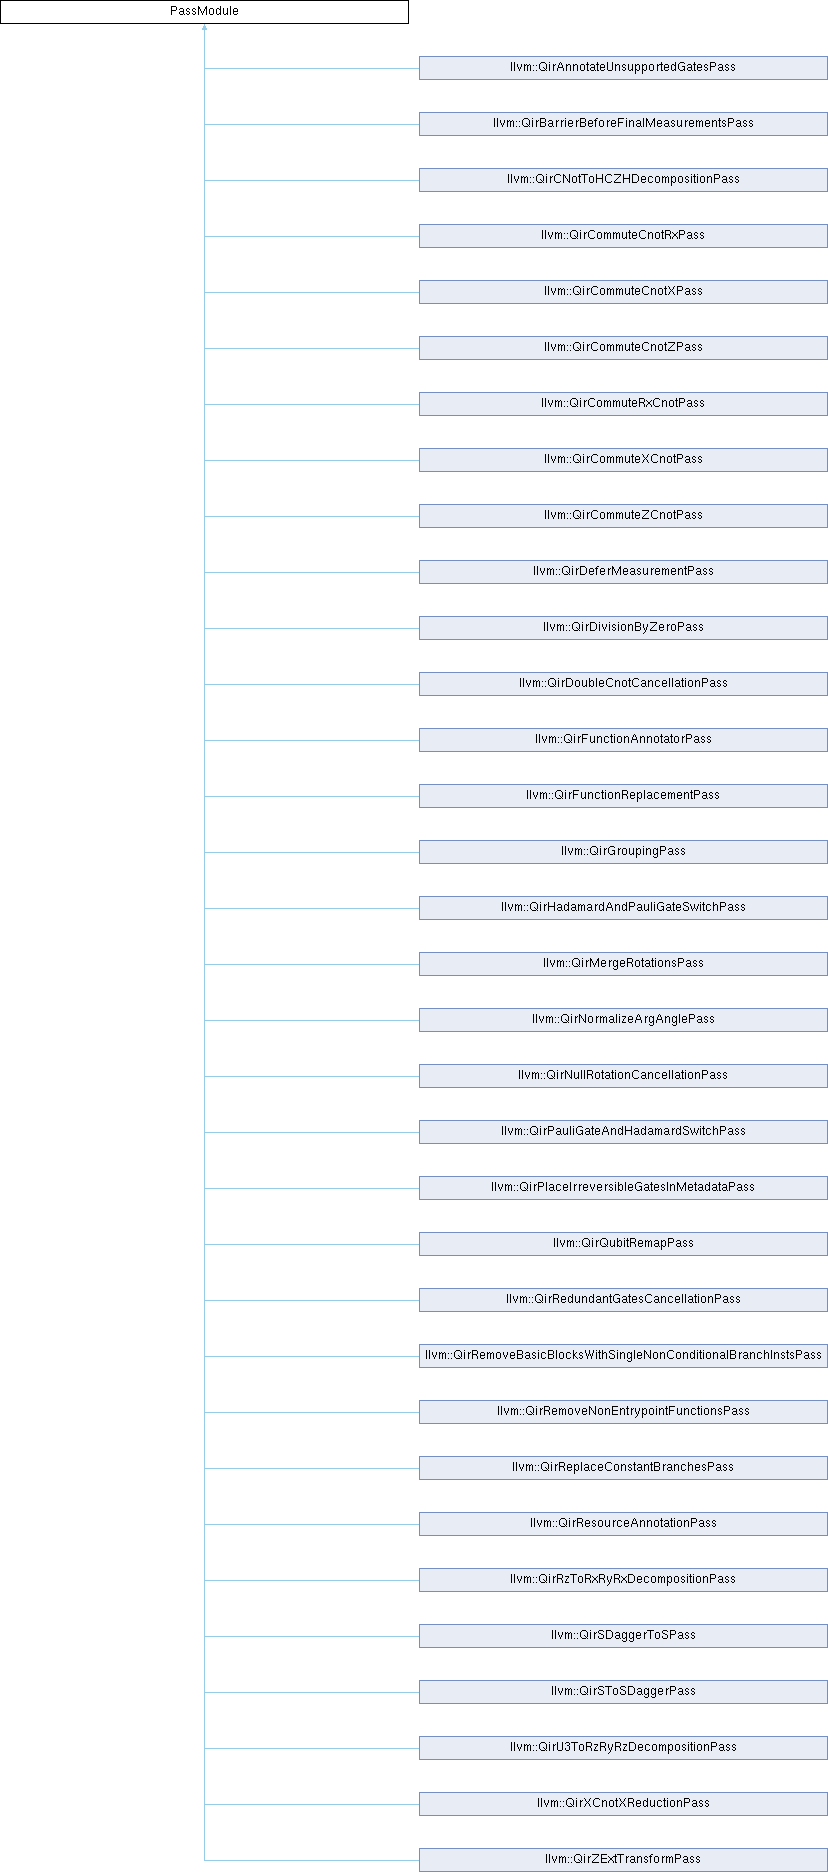 PassModule
llvm::QirAnnotateUnsupportedGatesPass
llvm::QirBarrierBeforeFinalMeasurementsPass
llvm::QirCNotToHCZHDecompositionPass
llvm::QirCommuteCnotRxPass
llvm::QirCommuteCnotXPass
llvm::QirCommuteCnotZPass
llvm::QirCommuteRxCnotPass
llvm::QirCommuteXCnotPass
llvm::QirCommuteZCnotPass
llvm::QirDeferMeasurementPass
llvm::QirDivisionByZeroPass
llvm::QirDoubleCnotCancellationPass
llvm::QirFunctionAnnotatorPass
llvm::QirFunctionReplacementPass
llvm::QirGroupingPass
llvm::QirHadamardAndPauliGateSwitchPass
llvm::QirMergeRotationsPass
llvm::QirNormalizeArgAnglePass
llvm::QirNullRotationCancellationPass
llvm::QirPauliGateAndHadamardSwitchPass
llvm::QirPlaceIrreversibleGatesInMetadataPass
llvm::QirQubitRemapPass
llvm::QirRedundantGatesCancellationPass
llvm::QirRemoveBasicBlocksWithSingleNonConditionalBranchInstsPass
llvm::QirRemoveNonEntrypointFunctionsPass
llvm::QirReplaceConstantBranchesPass
llvm::QirResourceAnnotationPass
llvm::QirRzToRxRyRxDecompositionPass
llvm::QirSDaggerToSPass
llvm::QirSToSDaggerPass
llvm::QirU3ToRzRyRzDecompositionPass
llvm::QirXCnotXReductionPass
llvm::QirZExtTransformPass